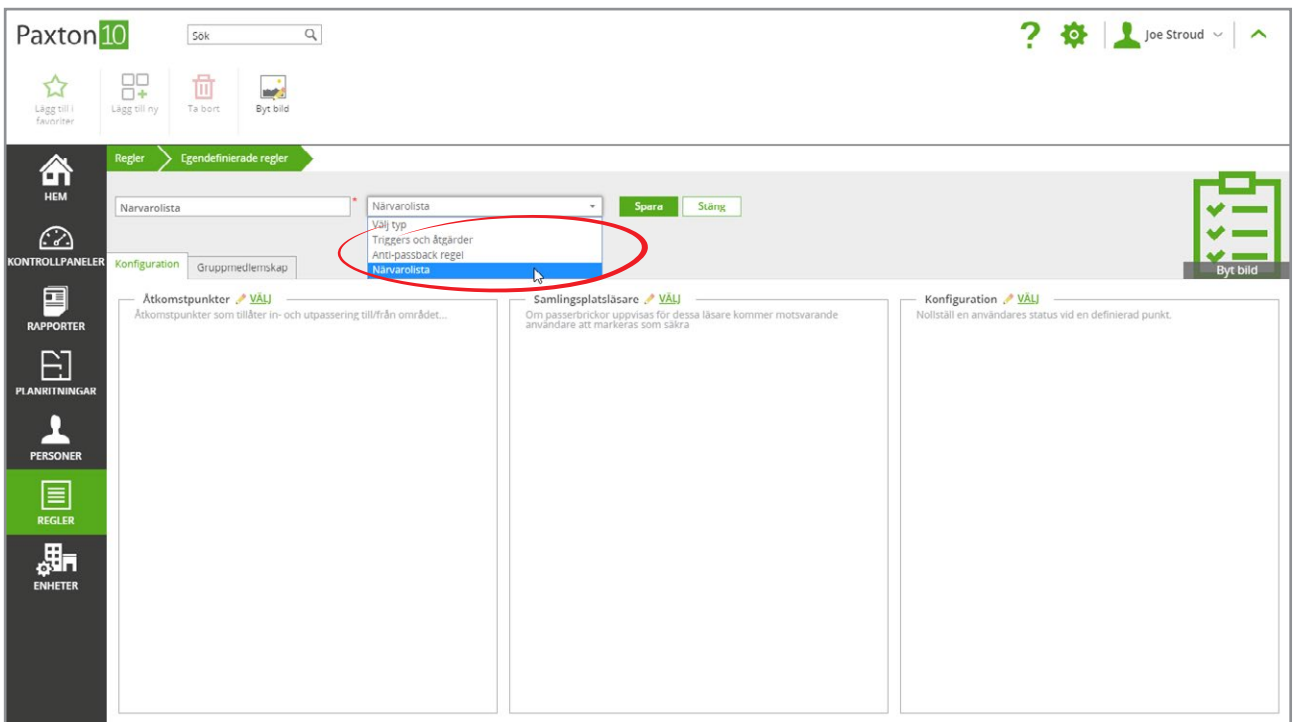 Paxton 10
Sök
Joe Stroud
Lägg till i
favoriter
Lägg till ny
Ta bort
Byt bild
Regler
Egendefinierade regler
HEM
KONTROLLPANELER
RAPPORTER
PLANRITNINGAR
PERSONER
REGLER
ENHETER
Narvarolista
*
Närvarolista
Spara
Stäng
Välj typ
Triggers och åtgärder
Anti-passback regel
Närvarolista
Byt bild
Konfiguration
Gruppmedlemskap
Åtkomstpunkter VÄLJ
Åtkomstpunkter som tillåter in- och utpassering till/från området...
Samlingsplatsläsare VÄLJ
Om passerbrickor uppvisas för dessa läsare kommer motsvarande
användare att markeras som säkra
Konfiguration VÄLJ
Nollställ en användares status vid en definierad punkt.